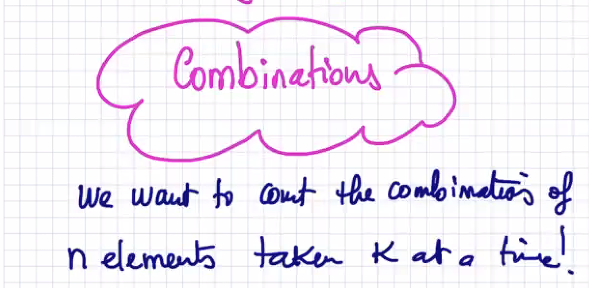 Combinations
We want to count the combinations of
n elements taken K at a time!